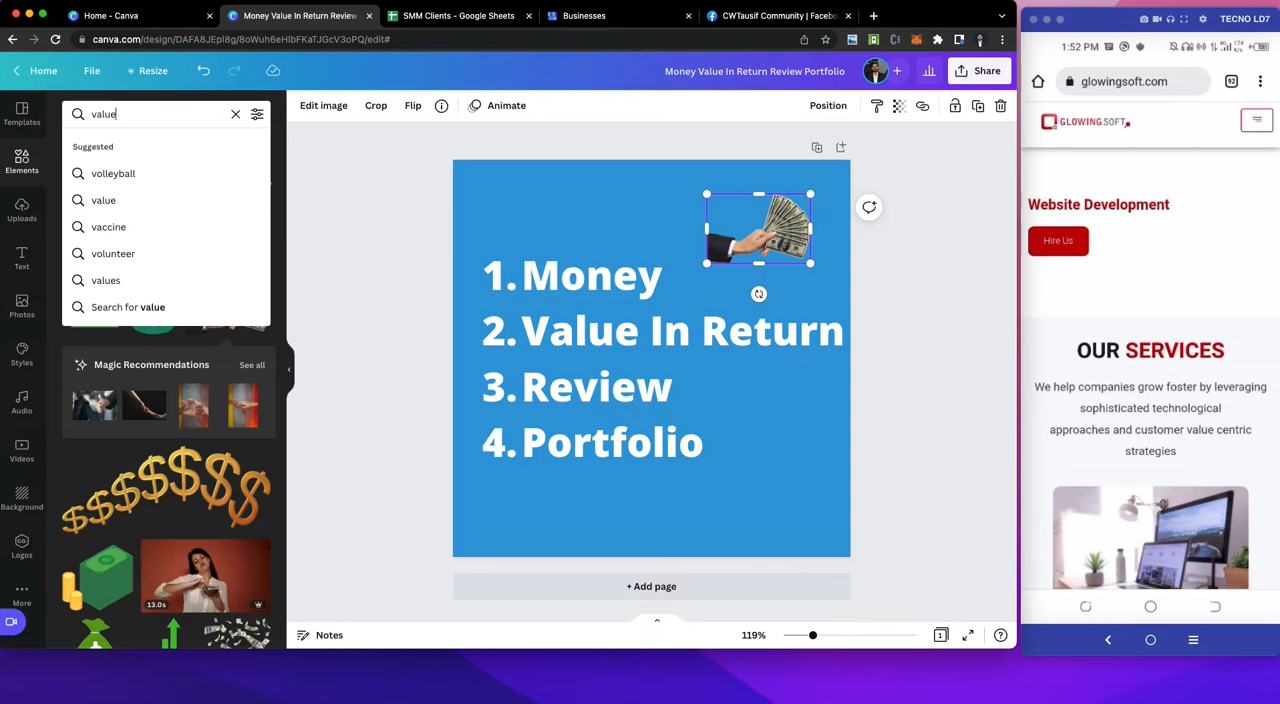 Home - Canva
Money Value In Return Review
SMM Clients - Google Sheets
Businesses
CWTausif Community | Facebo
canva.com/design/DAFA8JEpI8g/8oWuh6eHIbFKaTJGcV3oPQ/edit#
Home
File
Resize
Money Value In Return Review Portfolio
Share
Templates
Elements
Uploads
Text
Photos
Styles
Audio
Videos
Background
Logos
More
value
Suggested
volleyball
value
vaccine
volunteer
values
Search for value
Magic Recommendations
See all
13.0s
Edit image
Crop
Flip
Animate
Position
1. Money
2. Value In Return
3. Review
4. Portfolio
+ Add page
Notes
119%
1
TECNO LD7
1:52 PM
glowingsoft.com
92
GLOWINGSOFT
Website Development
Hire Us
OUR SERVICES
We help companies grow foster by leveraging
sophisticated technological
approaches and customer value centric
strategies